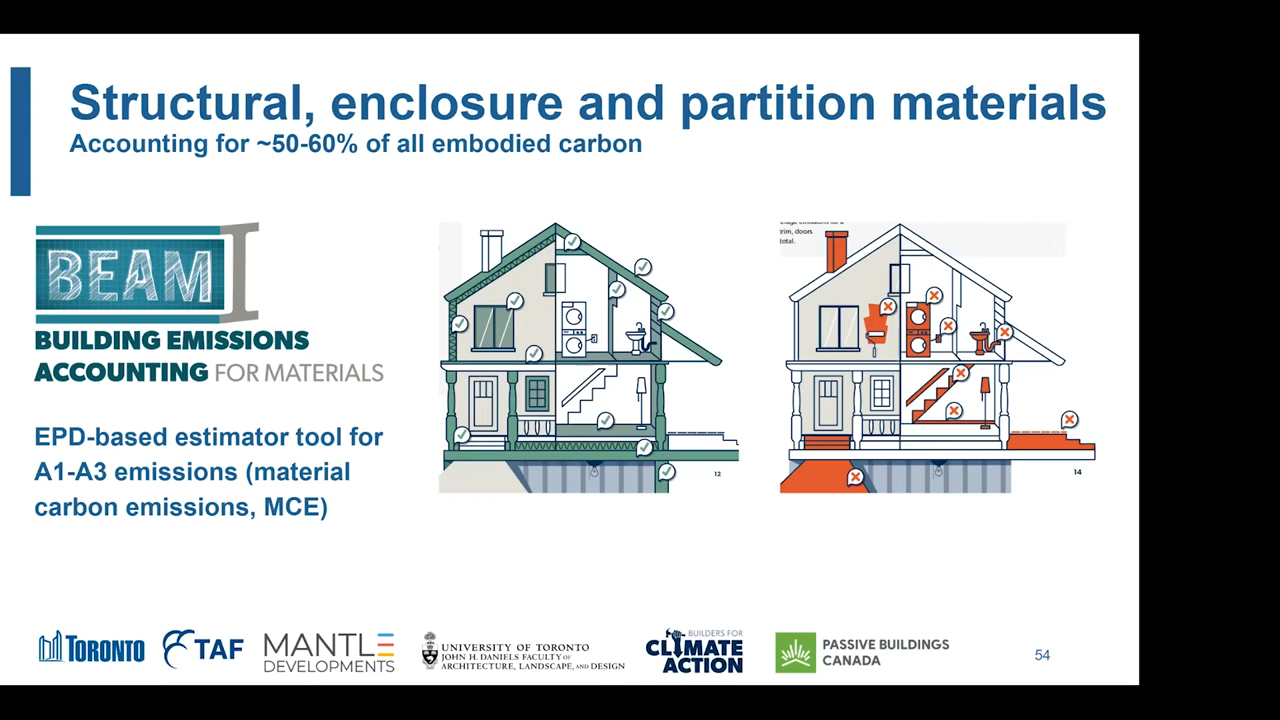 Structural, enclosure and partition materials
Accounting for ~50-60% of all embodied carbon
BEAM
BUILDING EMISSIONS
ACCOUNTING FOR MATERIALS
EPD-based estimator tool for
A1-A3 emissions (material
carbon emissions, MCE)
12
trim, doors
total.
14
TORONTO
TAF
MANTLE
DEVELOPMENTS
UNIVERSITY OF TORONTO
JOHN H. DANIELS FACULTY OF
ARCHITECTURE, LANDSCAPE, AND DESIGN
BUILDERS FOR
CLIMATE
ACTION
PASSIVE BUILDINGS
CANADA
54